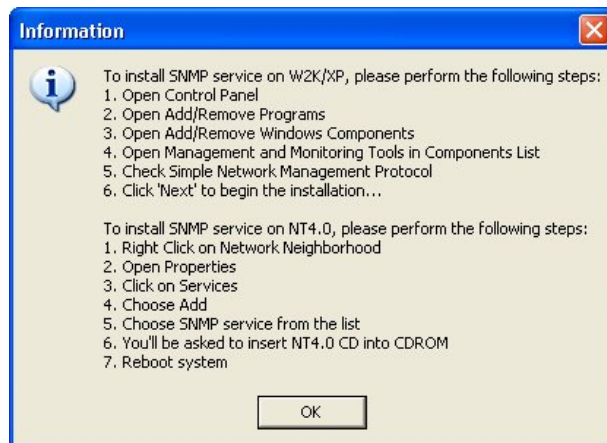 Information
To install SNMP service on W2K/XP, please perform the following steps:
1. Open Control Panel
2. Open Add/Remove Programs
3. Open Add/Remove Windows Components
4. Open Management and Monitoring Tools in Components List
5. Check Simple Network Management Protocol
6. Click 'Next' to begin the installation...
To install SNMP service on NT4.0, please perform the following steps:
1. Right Click on Network Neighborhood
2. Open Properties
3. Click on Services
4. Choose Add
5. Choose SNMP service from the list
6. You'll be asked to insert NT4.0 CD into CDROM
7. Reboot system
OK